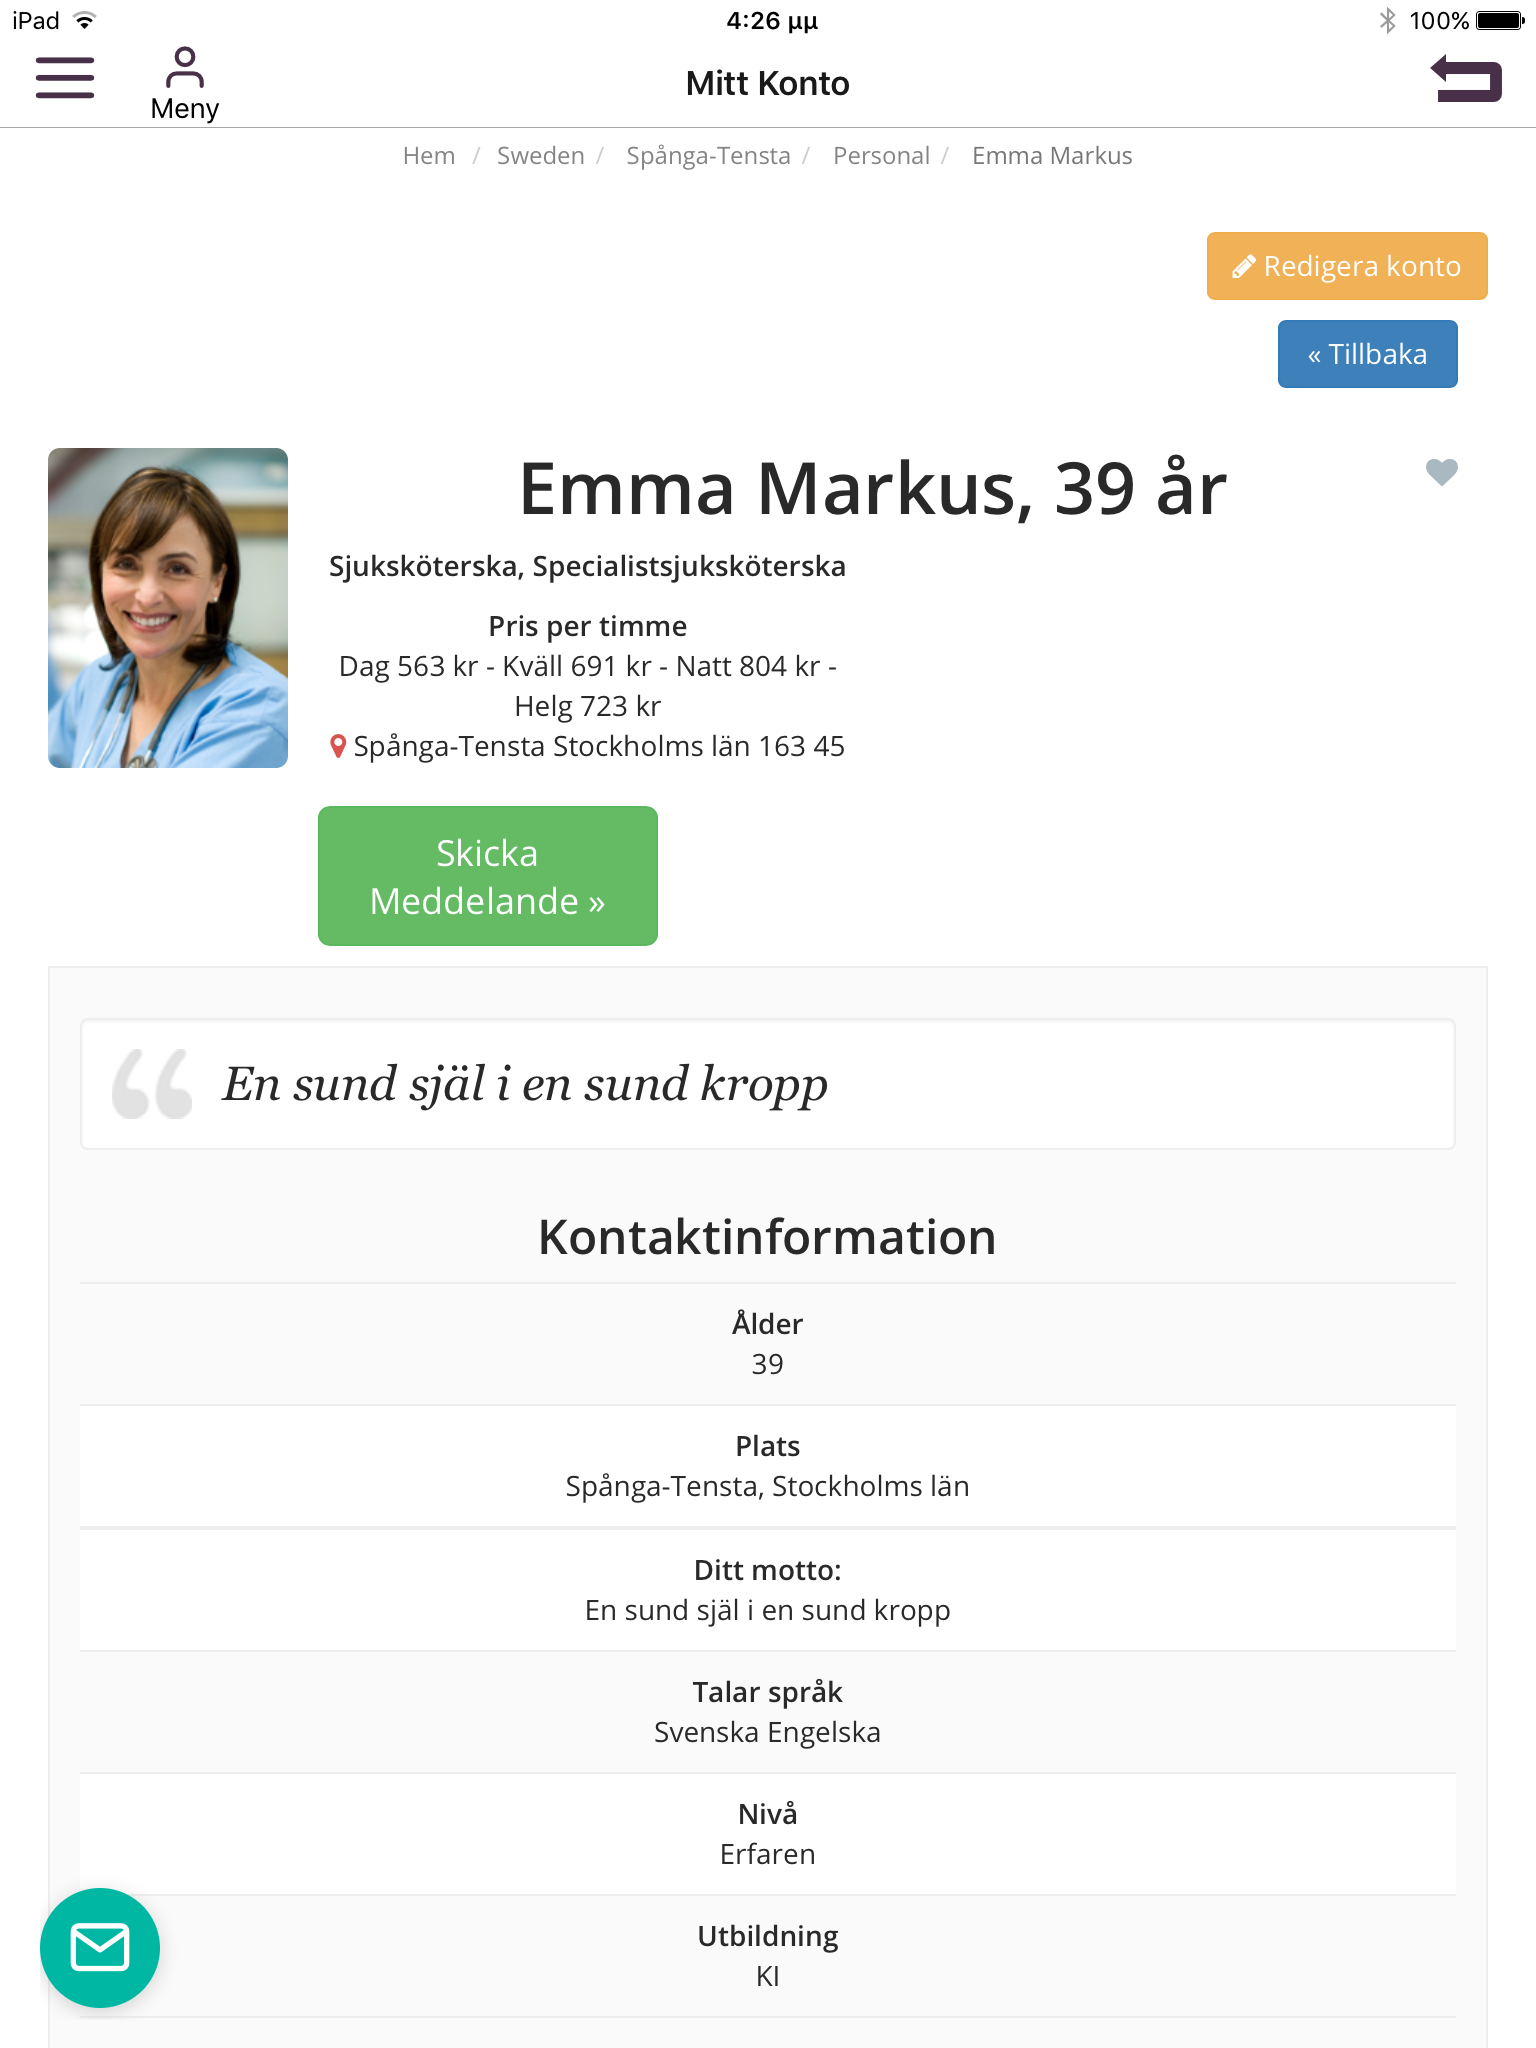 iPad 4:26 μμ 100%
Meny
Mitt Konto
Hem / Sweden / Spånga-Tensta / Personal / Emma Markus
Redigera konto
« Tillbaka
Emma Markus, 39 år
Sjuksköterska, Specialistsjuksköterska
Pris per timme
Dag 563 kr - Kväll 691 kr - Natt 804 kr -
Helg 723 kr
Spånga-Tensta Stockholms län 163 45
Skicka
Meddelande »
En sund själ i en sund kropp
Kontaktinformation
Ålder
39
Plats
Spånga-Tensta, Stockholms län
Ditt motto:
En sund själ i en sund kropp
Talar språk
Svenska Engelska
Nivå
Erfaren
Utbildning
KI